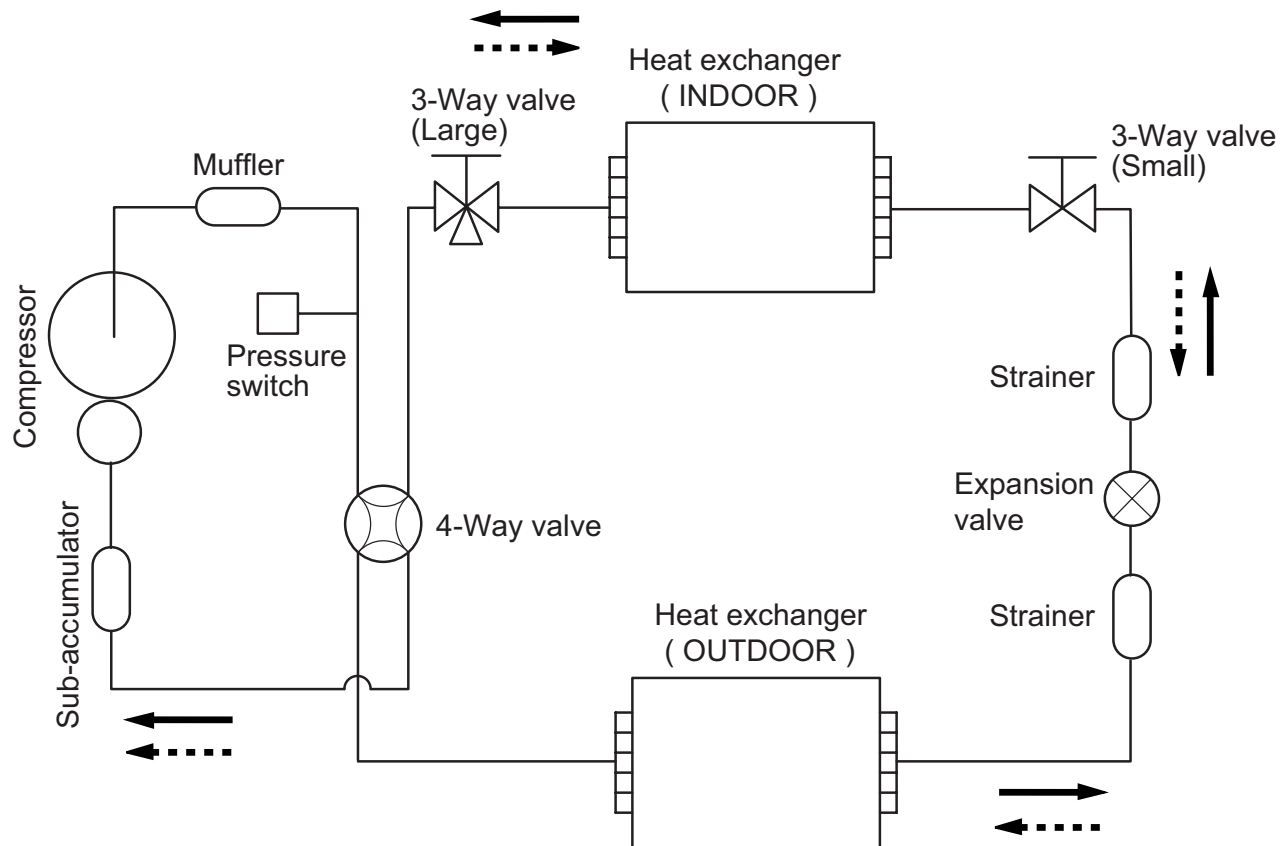 Heat exchanger
( INDOOR )
3-Way valve
(Large)
3-Way valve
(Small)
Muffler
Compressor
Pressure
switch
Strainer
Expansion
valve
4-Way valve
Sub-accumulator
Strainer
Heat exchanger
( OUTDOOR )